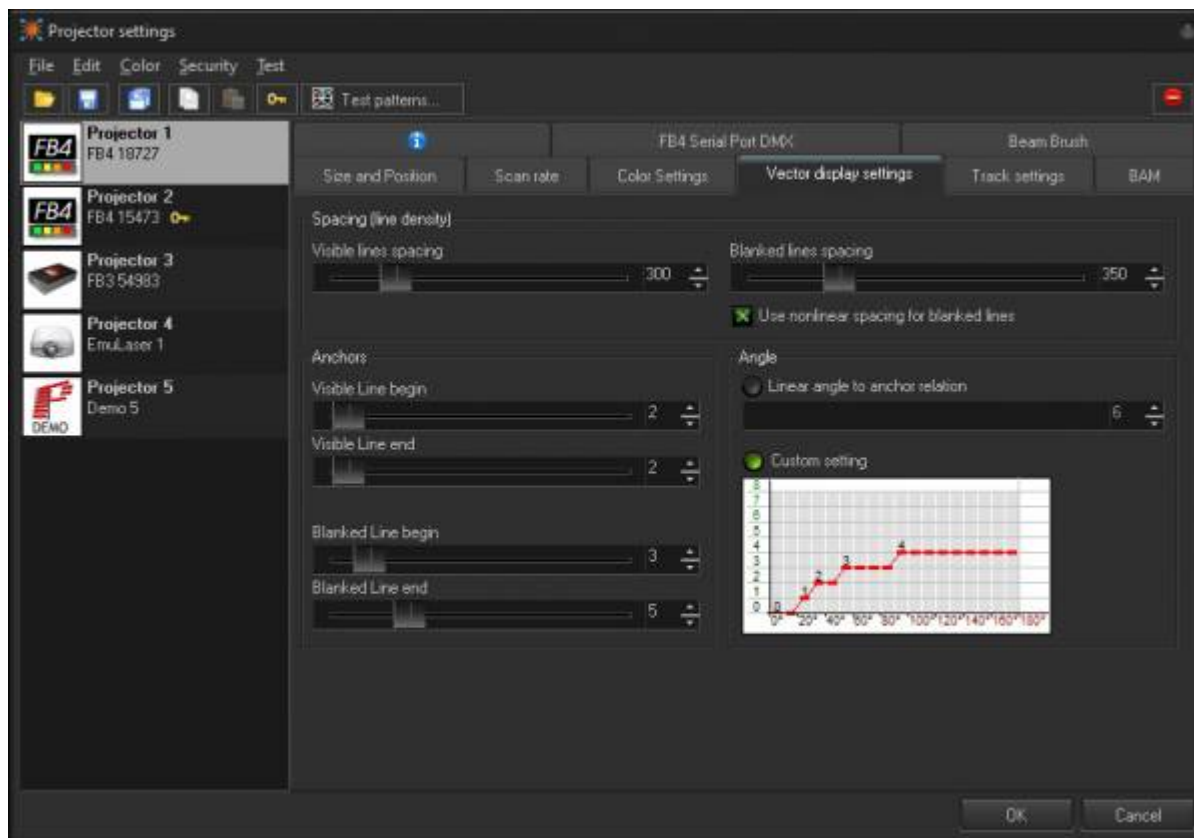 Projector settings
File Edit Color Security Test
Test patterns...
FB4
Projector 1
FB4 18727
FB4
Projector 2
FB4 15473
Projector 3
FB3 54983
Projector 4
EmuLaser 1
DEMO
Projector 5
Demo 5
FB4 Serial Port DMX
Beam Brush
Size and Position
Scan rate
Color Settings
Vector display settings
Track settings
BAM
Spacing (line density)
Visible lines spacing
300
Blanked lines spacing
350
Use nonlinear spacing for blanked lines
Anchors
Visible Line begin
2
Visible Line end
2
Blanked Line begin
3
Blanked Line end
5
Angle
Linear angle to anchor relation
6
Custom setting
8
7
6
5
4
3
2
1
0
0 1 2 3 4
0° 20° 40° 60° 80° 100° 120° 140° 160° 180°
OK
Cancel